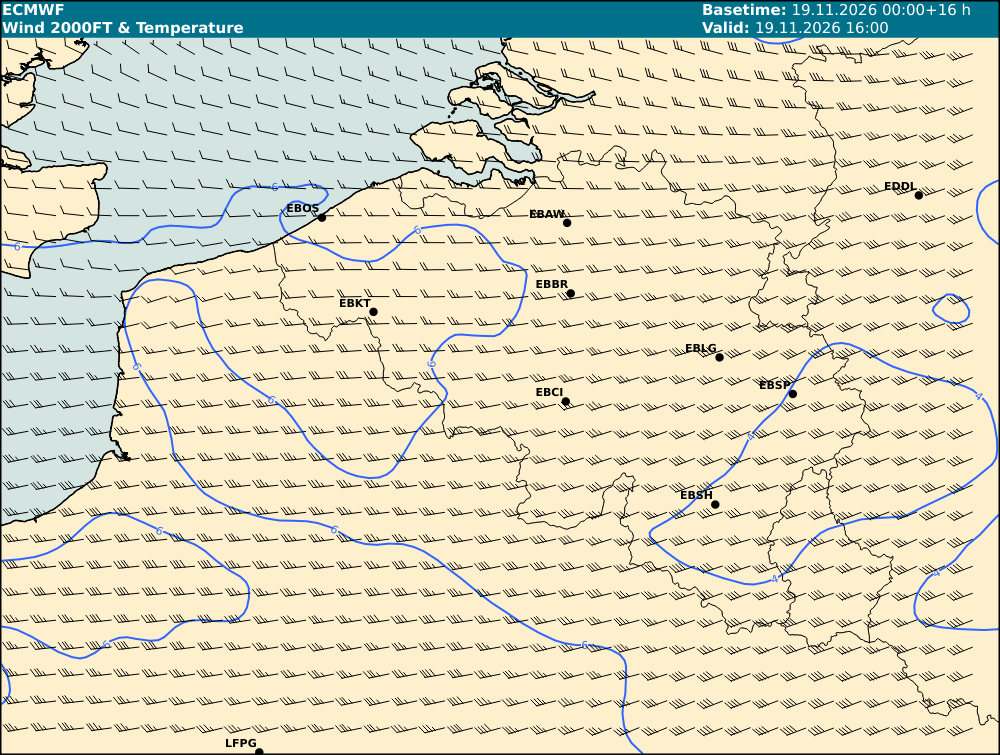 ECMWF
Basetime: 19.11.2026 00:00+16 h
Wind 2000FT & Temperature
Valid: 19.11.2026 16:00
6
EDDL
EBOS
EBAW
6
6
EBBR
EBKT
EBLG
6
6
EBSP
EBCI
6
4
4
EBSH
6
6
4
4
6
6
LFPG